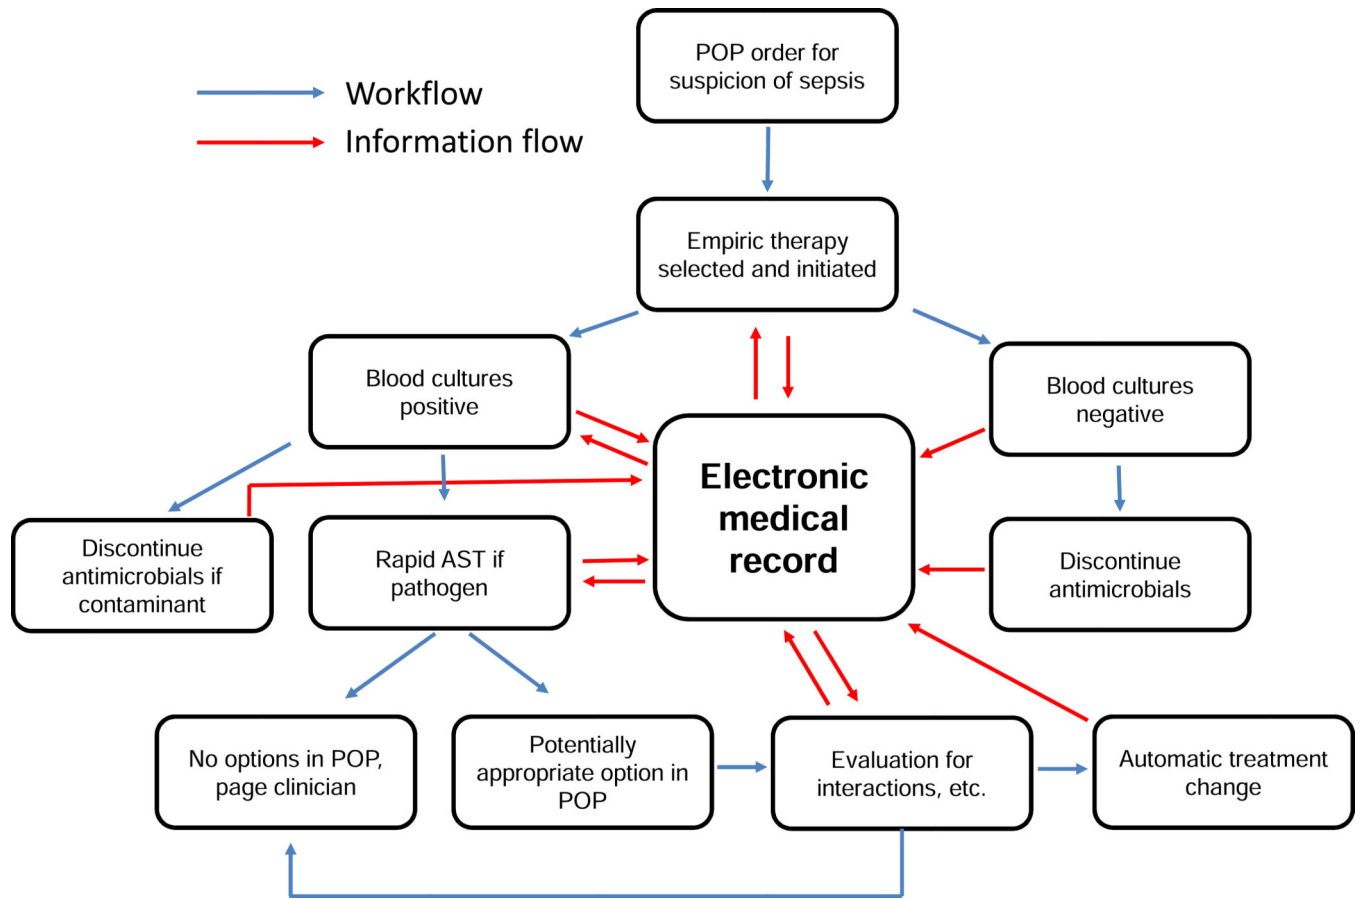 POP order for
suspicion of sepsis
Workflow
Information flow
Empiric therapy
selected and initiated
Blood cultures
positive
Blood cultures
negative
Electronic
medical
record
Discontinue
antimicrobials if
contaminant
Rapid AST if
pathogen
Discontinue
antimicrobials
No options in POP,
page clinician
Potentially
appropriate option in
POP
Evaluation for
interactions, etc.
Automatic treatment
change